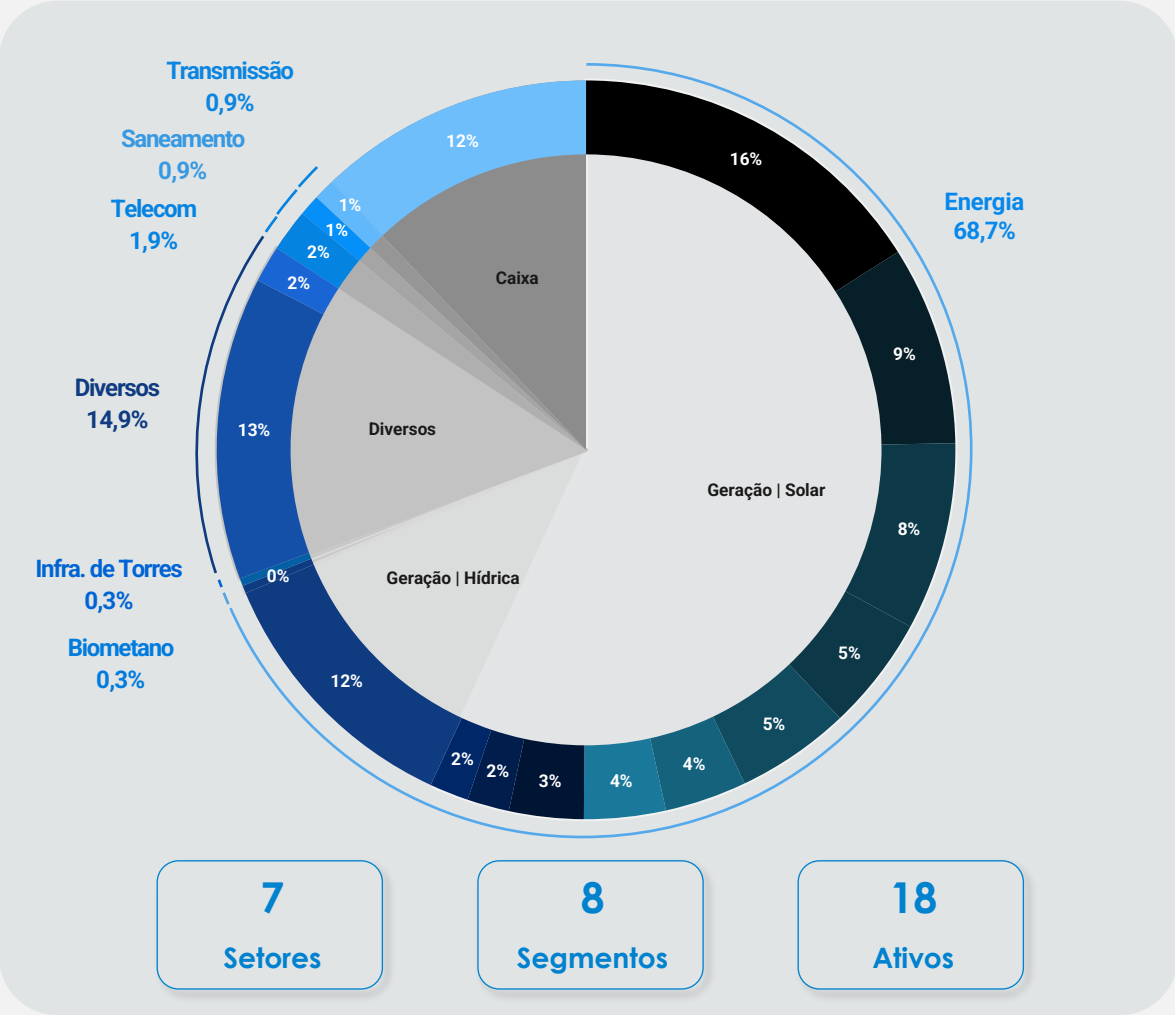 Transmissão
0,9%
Saneamento
0,9%
Telecom
1,9%
Diversos
14,9%
Infra. de Torres
0,3%
Biometano
0,3%
Energia
68,7%
16%
9%
8%
5%
5%
4%
4%
3%
2%
2%
12%
0%
13%
2%
2%
1%
1%
12%
Caixa
Diversos
Geração | Solar
Geração | Hídrica
7
Setores
8
Segmentos
18
Ativos